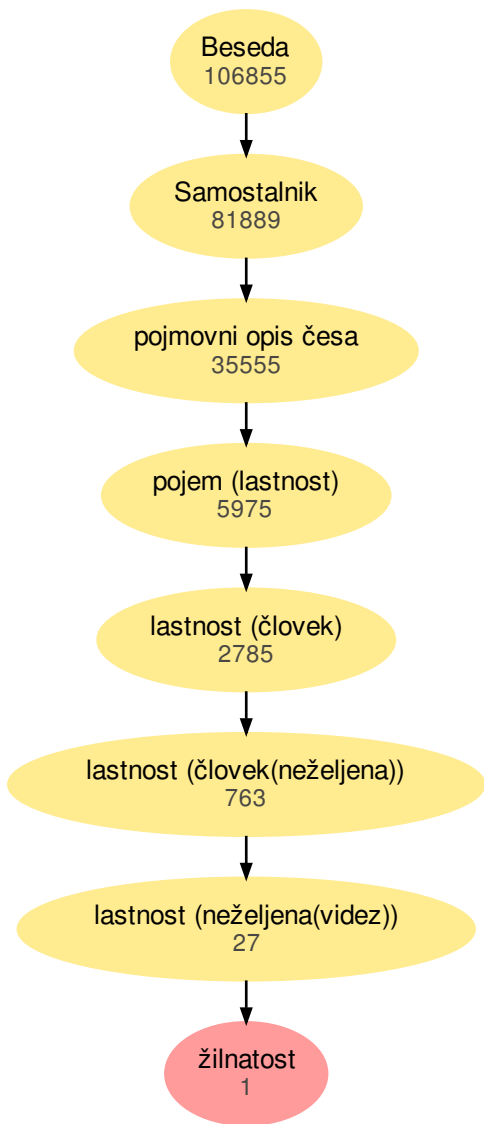 Beseda
106855
Samostalnik
81889
pojmovni opis česa
35555
pojem (lastnost)
5975
lastnost (človek)
2785
lastnost (človek(neželjena))
763
lastnost (neželjena(videz))
27
žilnatost
1